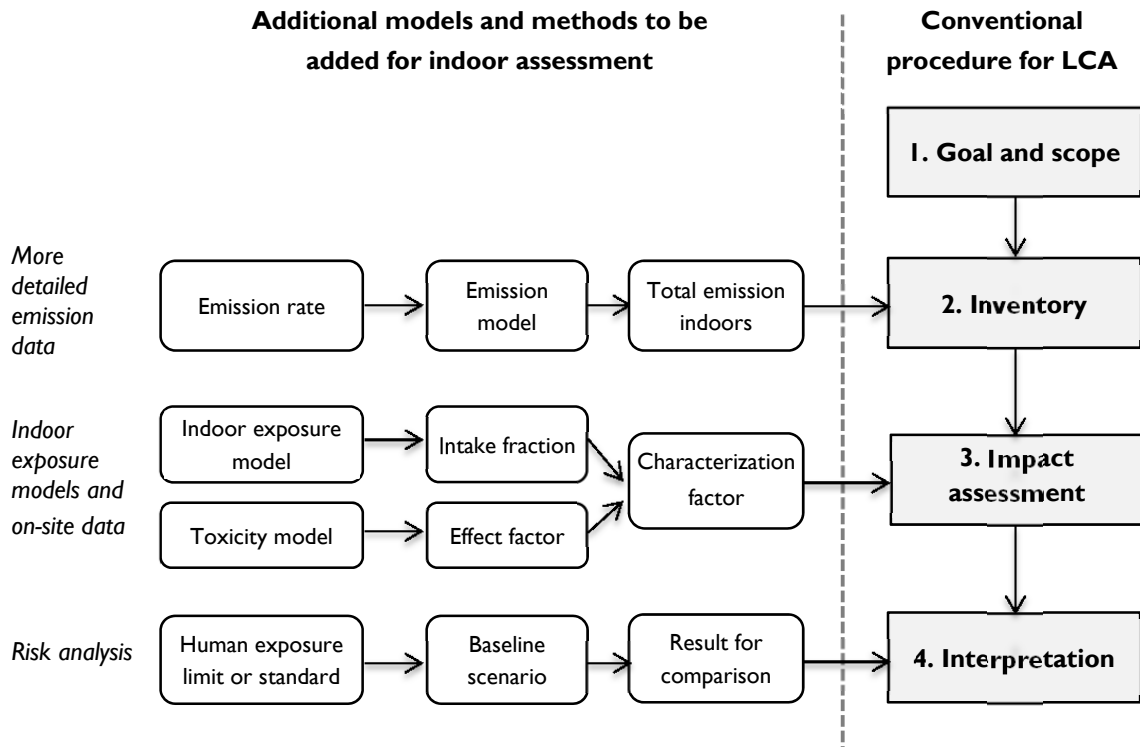 Additional models and methods to be
added for indoor assessment
Conventional
procedure for LCA
1. Goal and scope
More
detailed
emission
data
Emission rate
Emission
model
Total emission
indoors
2. Inventory
Indoor
exposure
models and
on-site data
Indoor exposure
model
Intake fraction
Toxicity model
Effect factor
Characterization
factor
3. Impact
assessment
Risk analysis
Human exposure
limit or standard
Baseline
scenario
Result for
comparison
4. Interpretation